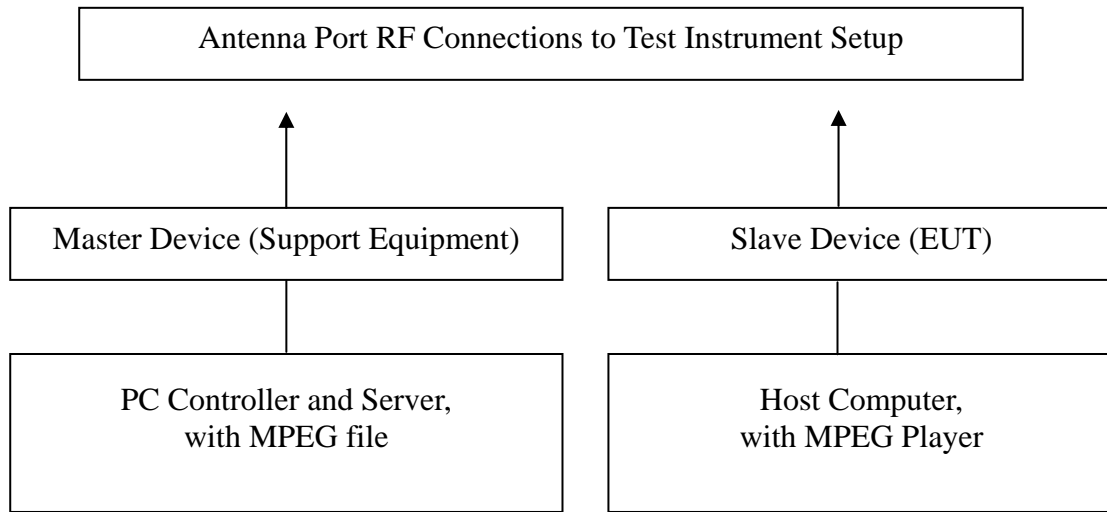 Antenna Port RF Connections to Test Instrument Setup
Master Device (Support Equipment)
Slave Device (EUT)
PC Controller and Server,
with MPEG file
Host Computer,
with MPEG Player